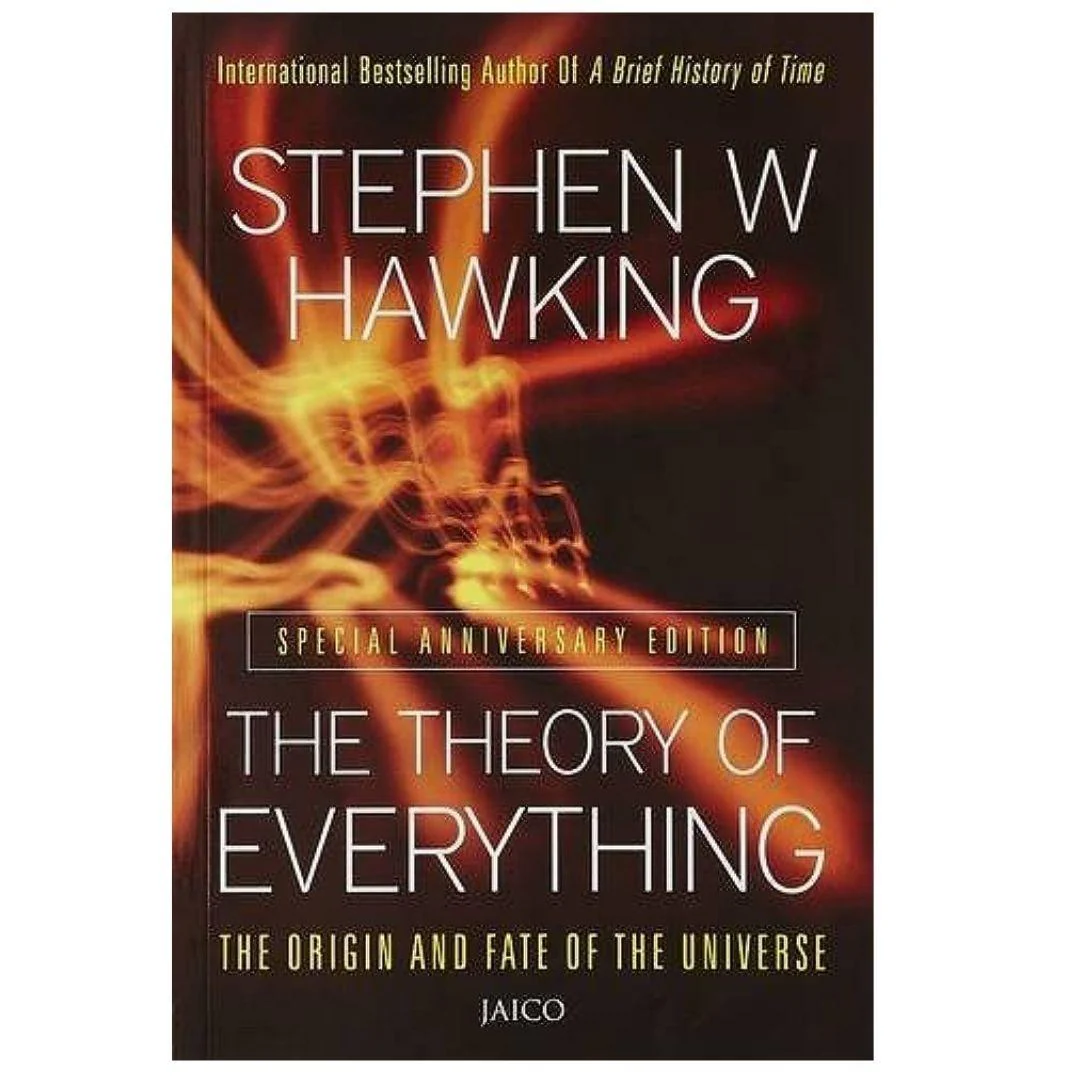 International Bestselling Author Of A Brief History of Time
STEPHEN W
HAWKING
SPECIAL ANNIVERSARY EDITION
THE THEORY OF
EVERYTHING
THE ORIGIN AND FATE OF THE UNIVERSE
JAICO